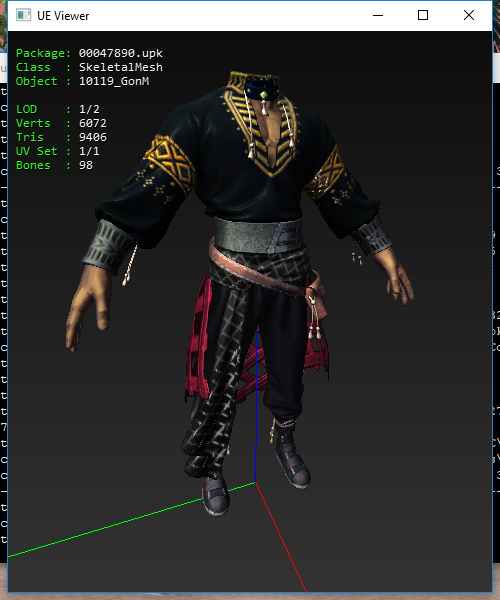 UE Viewer
Package: 00047890.upk
Class : SkeletalMesh
Object : 10119_GonM
LOD : 1/2
Verts : 6072
Tris : 9406
UV Set : 1/1
Bones : 98